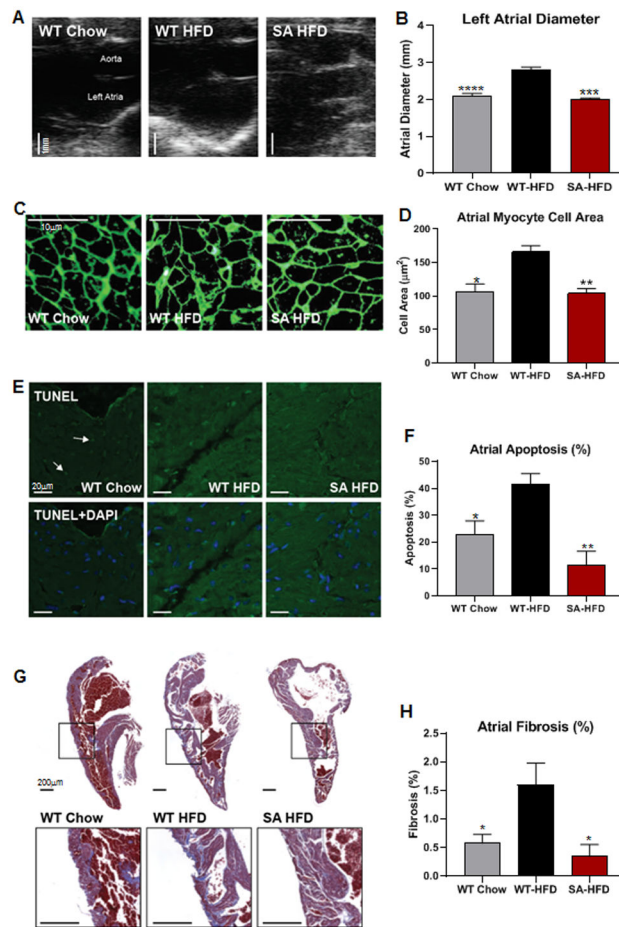 A
WT Chow
Aorta
Left Atria
1mm
WT HFD
SA HFD
B
Left Atrial Diameter
Atrial Diameter (mm)
4
3
2
1
0
****
***
WT Chow
WT-HFD
SA-HFD
C
10μm
WT Chow
WT HFD
SA HFD
D
Atrial Myocyte Cell Area
Cell Area (μm²)
200
150
100
50
0
*
**
WT Chow
WT-HFD
SA-HFD
E
TUNEL
20μm
WT Chow
WT HFD
SA HFD
TUNEL+DAPI
F
Atrial Apoptosis (%)
Apoptosis (%)
50
40
30
20
10
0
*
**
WT Chow
WT-HFD
SA-HFD
G
200μm
WT Chow
WT HFD
SA HFD
H
Atrial Fibrosis (%)
Fibrosis (%)
2.5
2.0
1.5
1.0
0.5
0.0
*
*
WT Chow
WT-HFD
SA-HFD